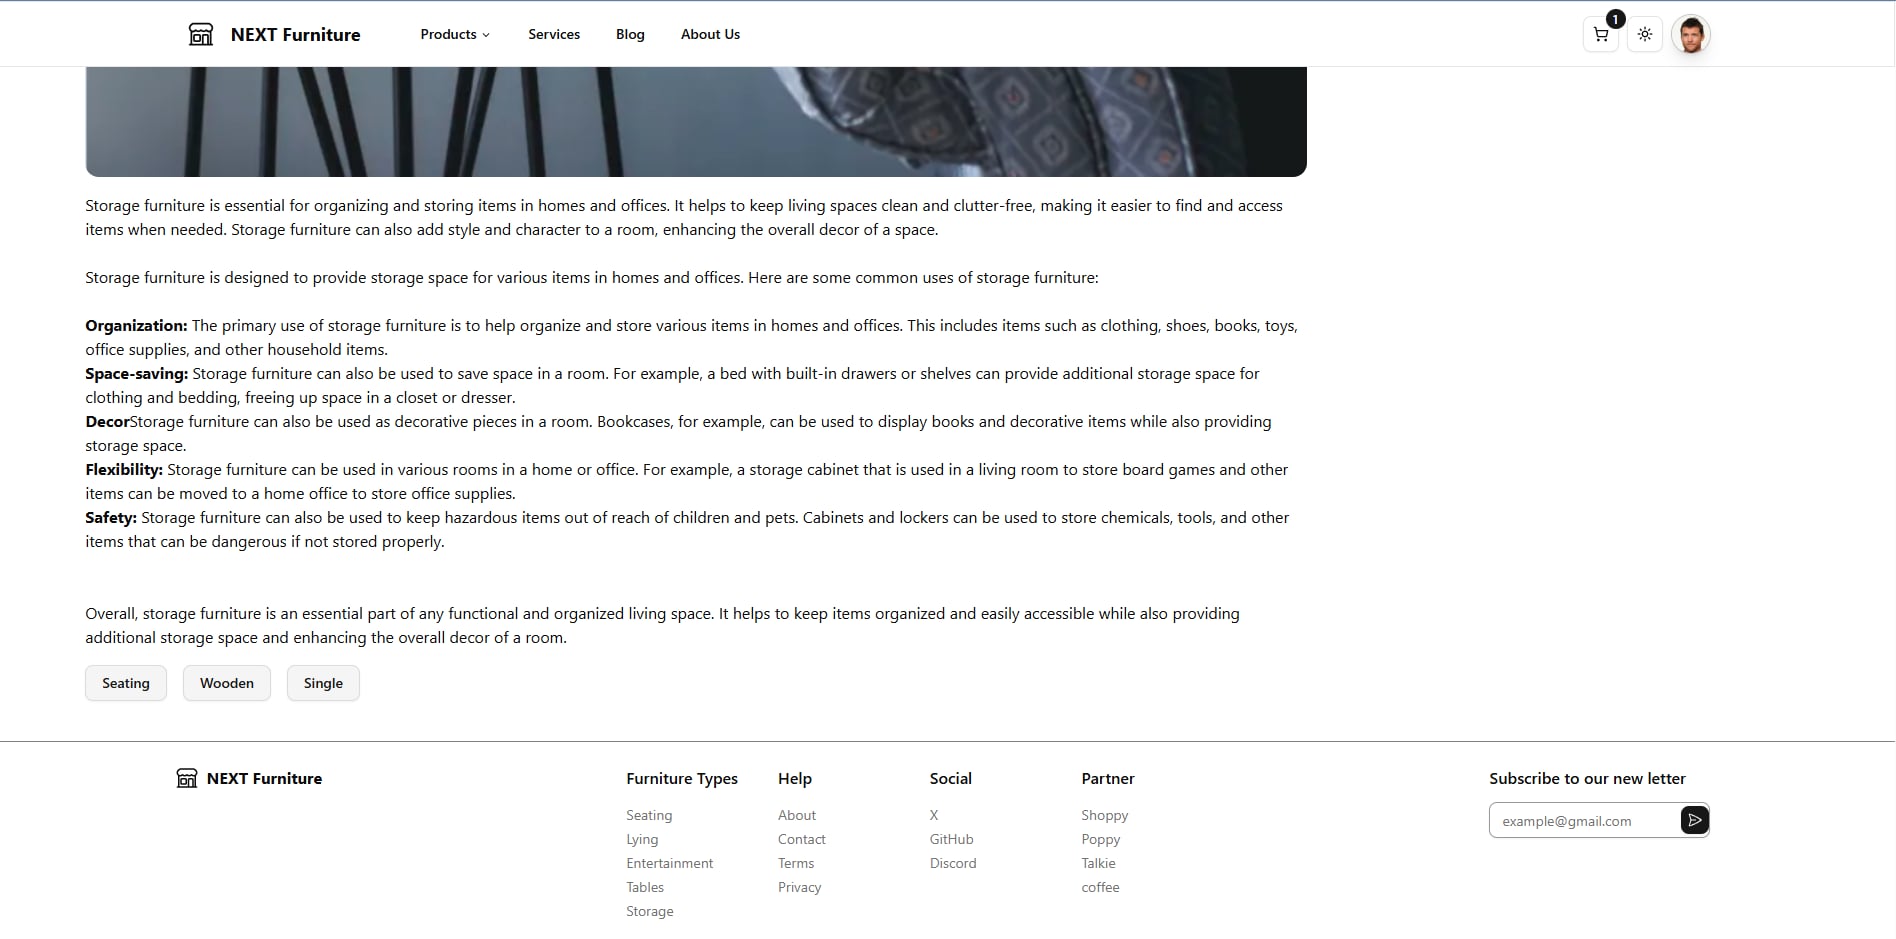 NEXT Furniture
Products
Services
Blog
About Us
1
Storage furniture is essential for organizing and storing items in homes and offices. It helps to keep living spaces clean and clutter-free, making it easier to find and access
items when needed. Storage furniture can also add style and character to a room, enhancing the overall decor of a space.
Storage furniture is designed to provide storage space for various items in homes and offices. Here are some common uses of storage furniture:
Organization: The primary use of storage furniture is to help organize and store various items in homes and offices. This includes items such as clothing, shoes, books, toys,
office supplies, and other household items.
Space-saving: Storage furniture can also be used to save space in a room. For example, a bed with built-in drawers or shelves can provide additional storage space for
clothing and bedding, freeing up space in a closet or dresser.
DecorStorage furniture can also be used as decorative pieces in a room. Bookcases, for example, can be used to display books and decorative items while also providing
storage space.
Flexibility: Storage furniture can be used in various rooms in a home or office. For example, a storage cabinet that is used in a living room to store board games and other
items can be moved to a home office to store office supplies.
Safety: Storage furniture can also be used to keep hazardous items out of reach of children and pets. Cabinets and lockers can be used to store chemicals, tools, and other
items that can be dangerous if not stored properly.
Overall, storage furniture is an essential part of any functional and organized living space. It helps to keep items organized and easily accessible while also providing
additional storage space and enhancing the overall decor of a room.
Seating
Wooden
Single
NEXT Furniture
Furniture Types
Seating
Lying
Entertainment
Tables
Storage
Help
About
Contact
Terms
Privacy
Social
X
GitHub
Discord
Partner
Shoppy
Poppy
Talkie
coffee
Subscribe to our new letter
example@gmail.com